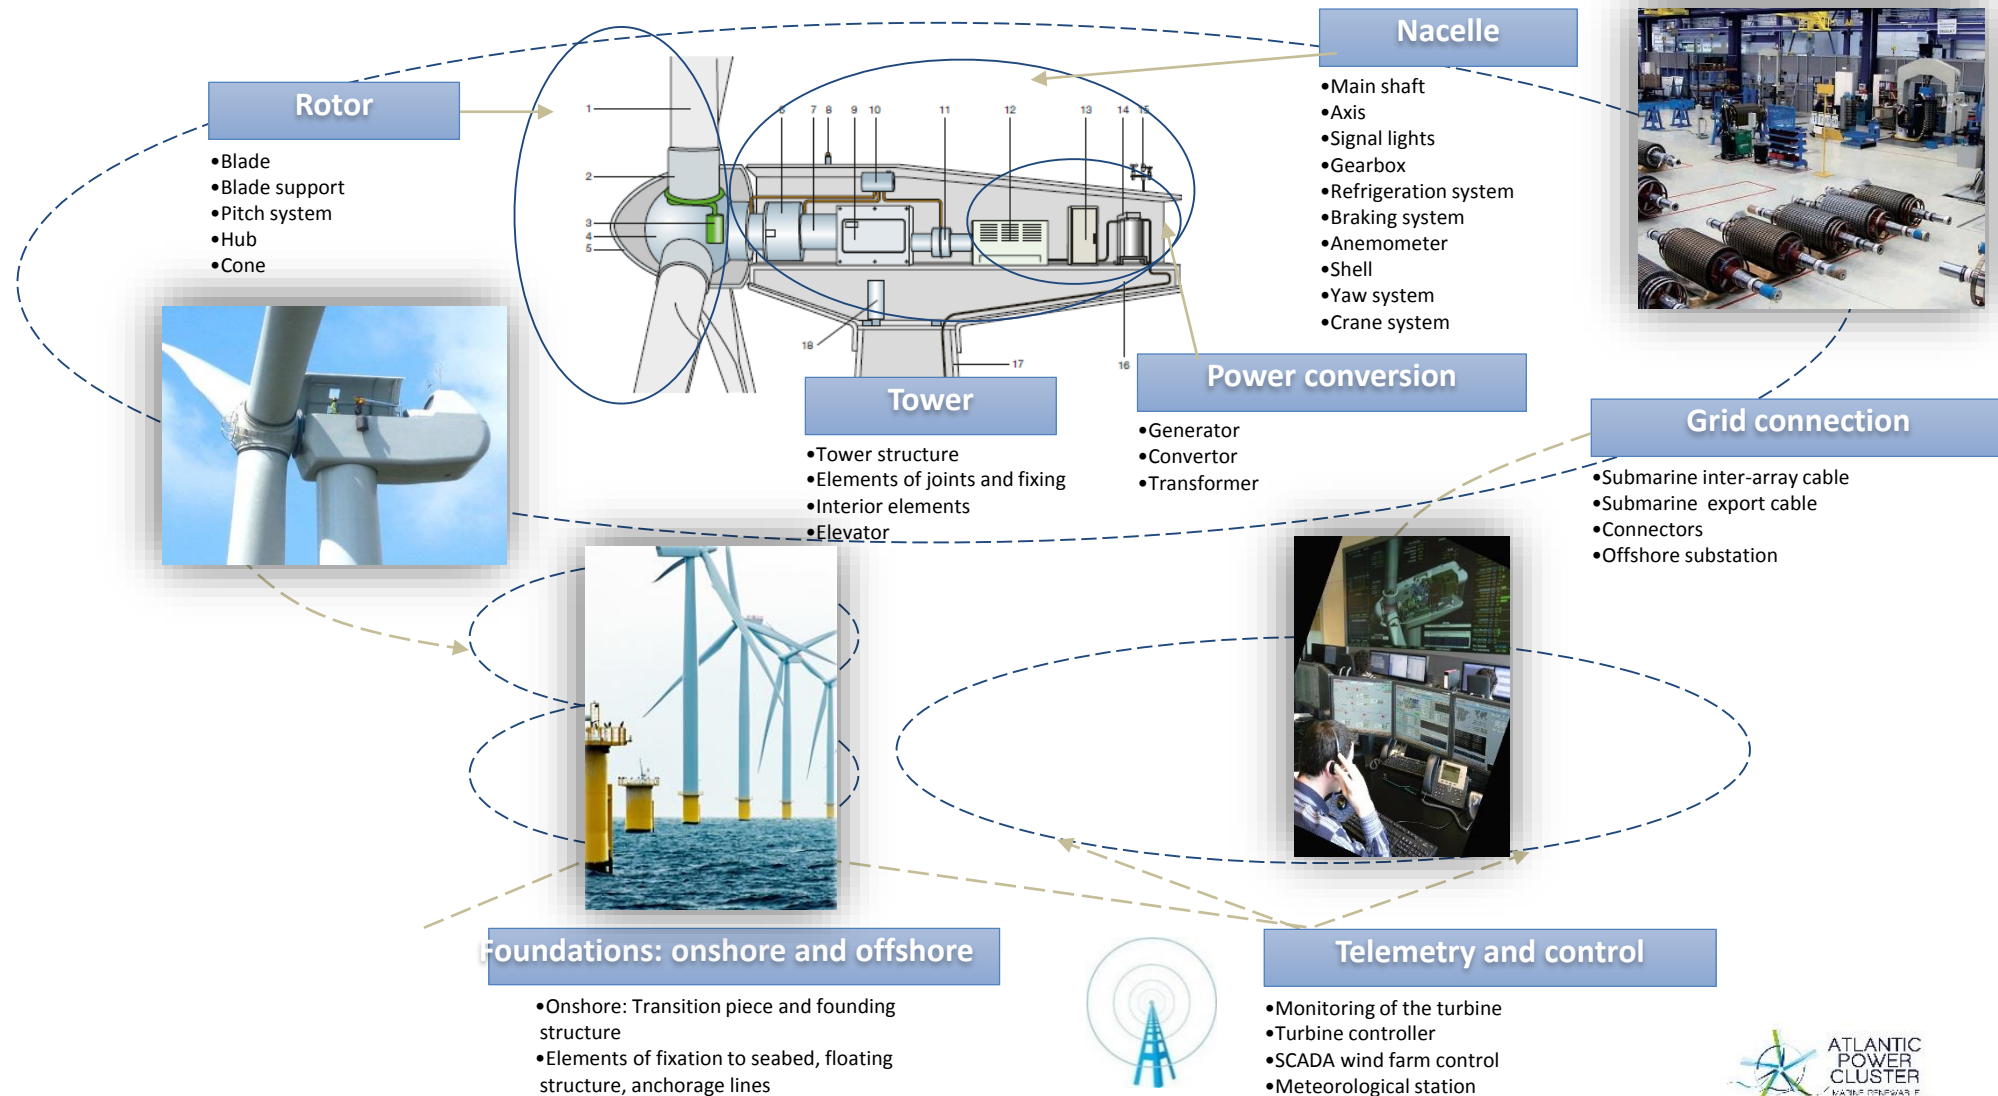 Nacelle
•Main shaft
•Axis
•Signal lights
•Gearbox
•Refrigeration system
•Braking system
•Anemometer
•Shell
•Yaw system
•Crane system
Rotor
•Blade
•Blade support
•Pitch system
•Hub
•Cone
1
2
3
4
5
6
7
8
9
10
11
12
13
14
15
16
17
18
Tower
•Tower structure
•Elements of joints and fixing
•Interior elements
•Elevator
Power conversion
•Generator
•Convertor
•Transformer
Grid connection
•Submarine inter-array cable
•Submarine  export cable
•Connectors
•Offshore substation
Foundations: onshore and offshore
•Onshore: Transition piece and founding
structure
•Elements of fixation to seabed, floating
structure, anchorage lines
Telemetry and control
•Monitoring of the turbine
•Turbine controller
•SCADA wind farm control
•Meteorological station
ATLANTIC
POWER
CLUSTER